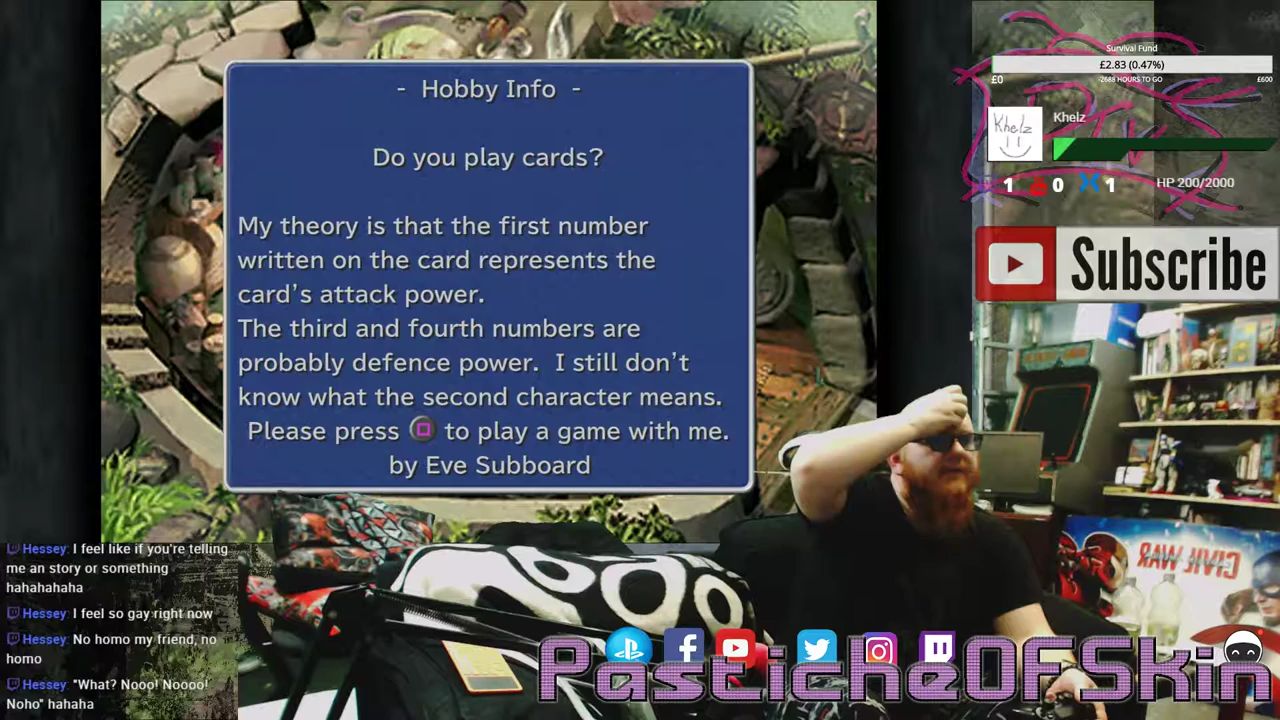 - Hobby Info -
Do you play cards?
My theory is that the first number
written on the card represents the
card's attack power.
The third and fourth numbers are
probably defence power. I still don't
know what the second character means.
Please press to play a game with me.
by Eve Subboard
Survival Fund
£2.83 (0.47%)
£0
-2688 HOURS TO GO
£600
Khelz
Khelz
1 0 1
HP 200/2000
Subscribe
CIVIL WAR
Hessey: I feel like if you're telling
me an story or something
hahahahaha
Hessey: I feel so gay right now
Hessey: No homo my friend, no
homo
Hessey: "What? Nooo! Noooo!
Noho" hahaha
PasticheOFSkin